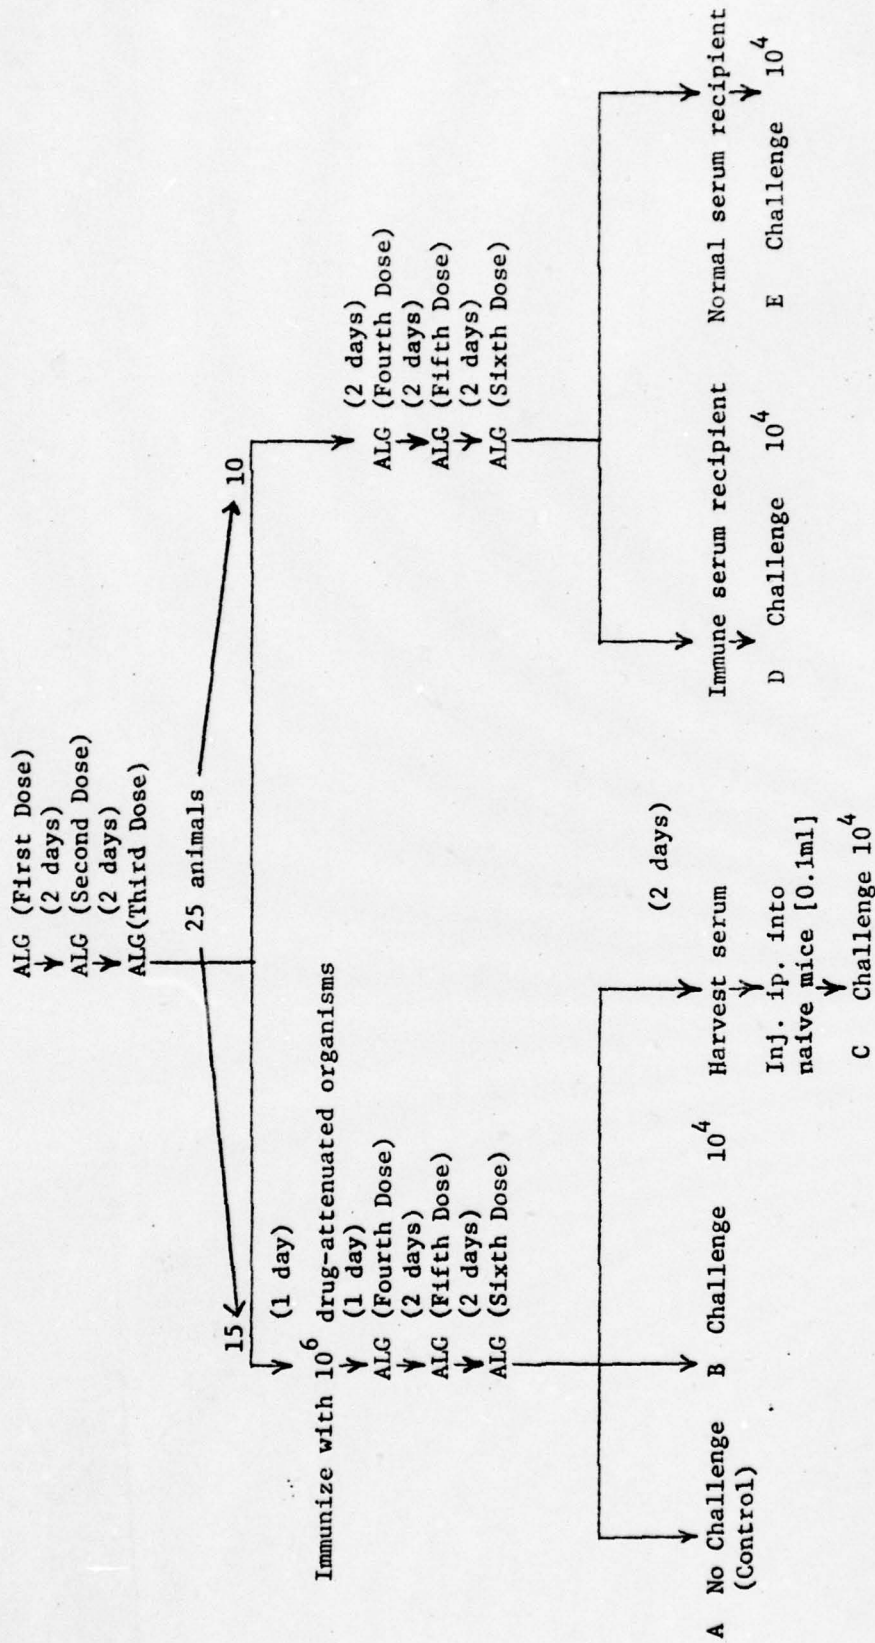 ALG (First Dose)
(2 days)
ALG (Second Dose)
(2 days)
ALG(Third Dose)
25 animals
15
10
(1 day)
Immunize with 10^6 drug-attenuated organisms
(1 day)
ALG (Fourth Dose)
(2 days)
ALG (Fifth Dose)
(2 days)
ALG (Sixth Dose)
(2 days)
ALG (Fourth Dose)
(2 days)
ALG (Fifth Dose)
(2 days)
ALG (Sixth Dose)
A No Challenge
(Control)
B Challenge 10^4
(2 days)
Harvest serum
Inj. ip. into
naive mice [0.1ml]
C Challenge 10^4
Immune serum recipient
D Challenge 10^4
Normal serum recipient
E Challenge 10^4